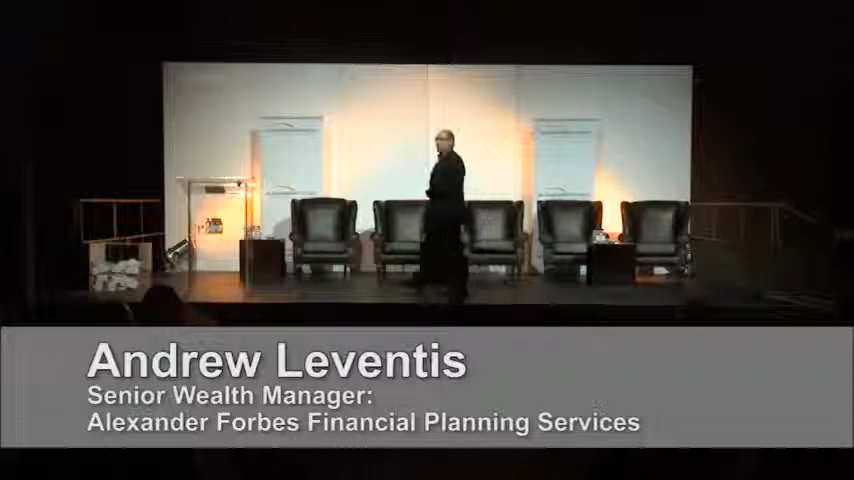 Andrew Leventis
Senior Wealth Manager:
Alexander Forbes Financial Planning Services